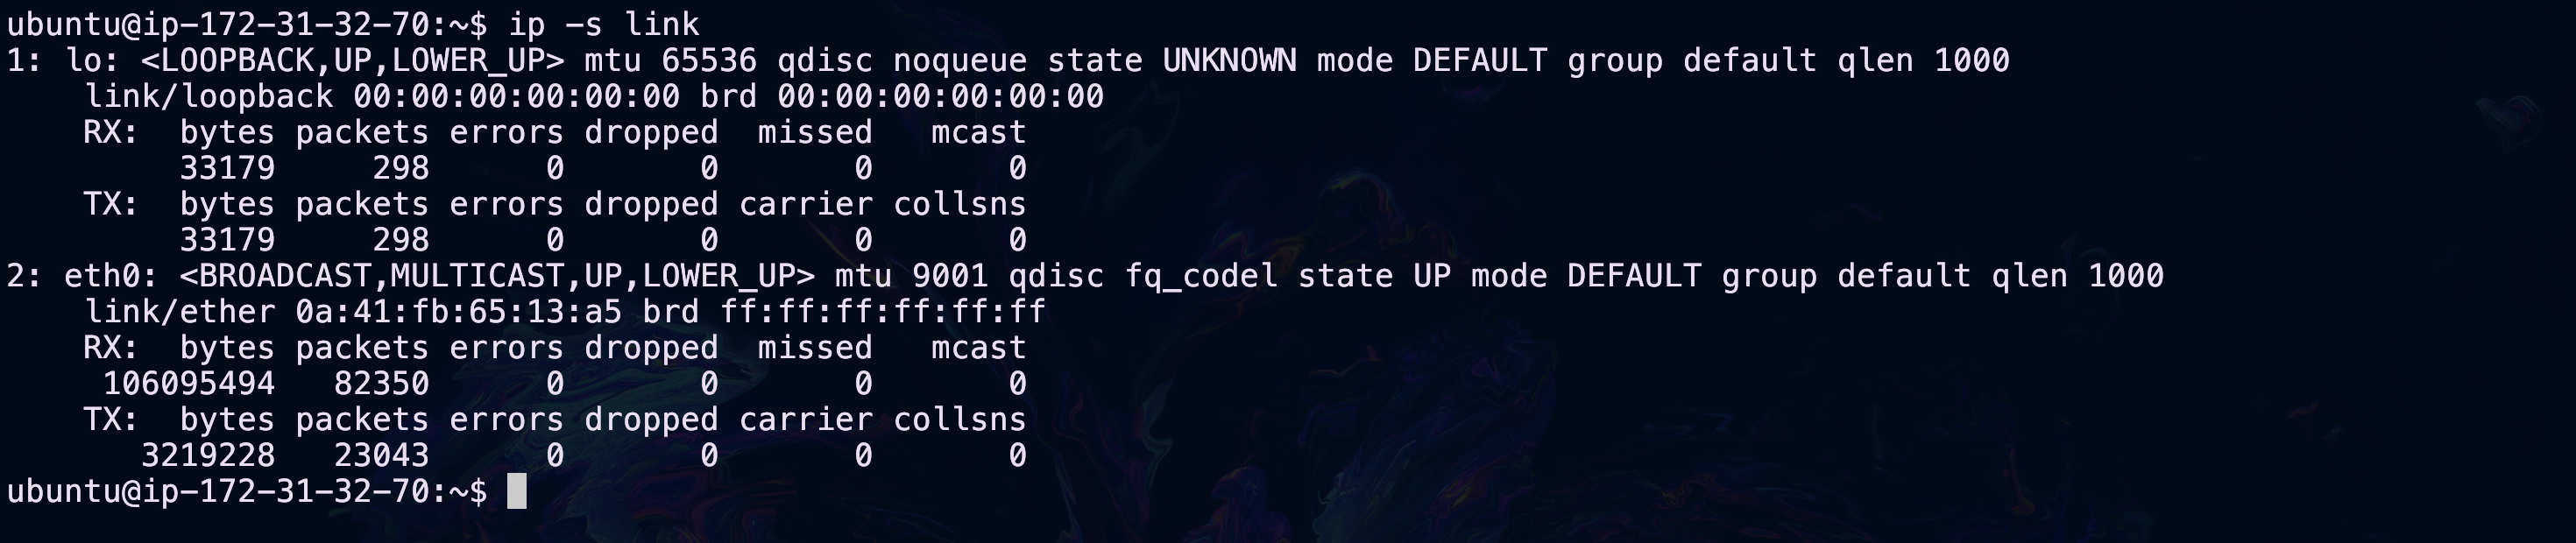 ubuntu@ip-172-31-32-70:~$ ip -s link
1: lo: <LOOPBACK,UP,LOWER_UP> mtu 65536 qdisc noqueue state UNKNOWN mode DEFAULT group default qlen 1000
    link/loopback 00:00:00:00:00:00 brd 00:00:00:00:00:00
    RX:  bytes packets errors dropped  missed   mcast
         33179     298      0       0       0       0
    TX:  bytes packets errors dropped carrier collsns
         33179     298      0       0       0       0
2: eth0: <BROADCAST,MULTICAST,UP,LOWER_UP> mtu 9001 qdisc fq_codel state UP mode DEFAULT group default qlen 1000
    link/ether 0a:41:fb:65:13:a5 brd ff:ff:ff:ff:ff:ff
    RX:  bytes packets errors dropped  missed   mcast
     106095494   82350      0       0       0       0
    TX:  bytes packets errors dropped carrier collsns
       3219228   23043      0       0       0       0
ubuntu@ip-172-31-32-70:~$